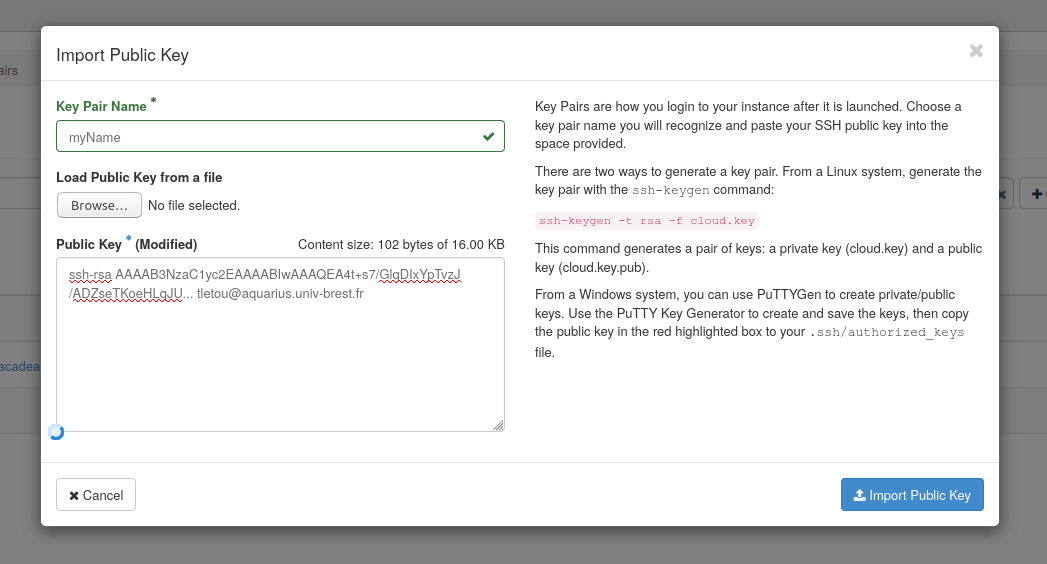 Import Public Key
airs
Key Pair Name *
myName
Load Public Key from a file
Browse... No file selected.
Public Key * (Modified) Content size: 102 bytes of 16.00 KB
ssh-rsa AAAAB3NzaC1yc2EAAAABIwAAAQEA4t+s7/GlqDIxYpTvzJ
/ADZseTKoeHLqJU... tletou@aquarius.univ-brest.fr
Key Pairs are how you login to your instance after it is launched. Choose a
key pair name you will recognize and paste your SSH public key into the
space provided.
There are two ways to generate a key pair. From a Linux system, generate the
key pair with the ssh-keygen command:
ssh-keygen -t rsa -f cloud.key
This command generates a pair of keys: a private key (cloud.key) and a public
key (cloud.key.pub).
From a Windows system, you can use PuTTYGen to create private/public
keys. Use the PuTTY Key Generator to create and save the keys, then copy
the public key in the red highlighted box to your .ssh/authorized_keys
file.
acadea
Cancel
Import Public Key